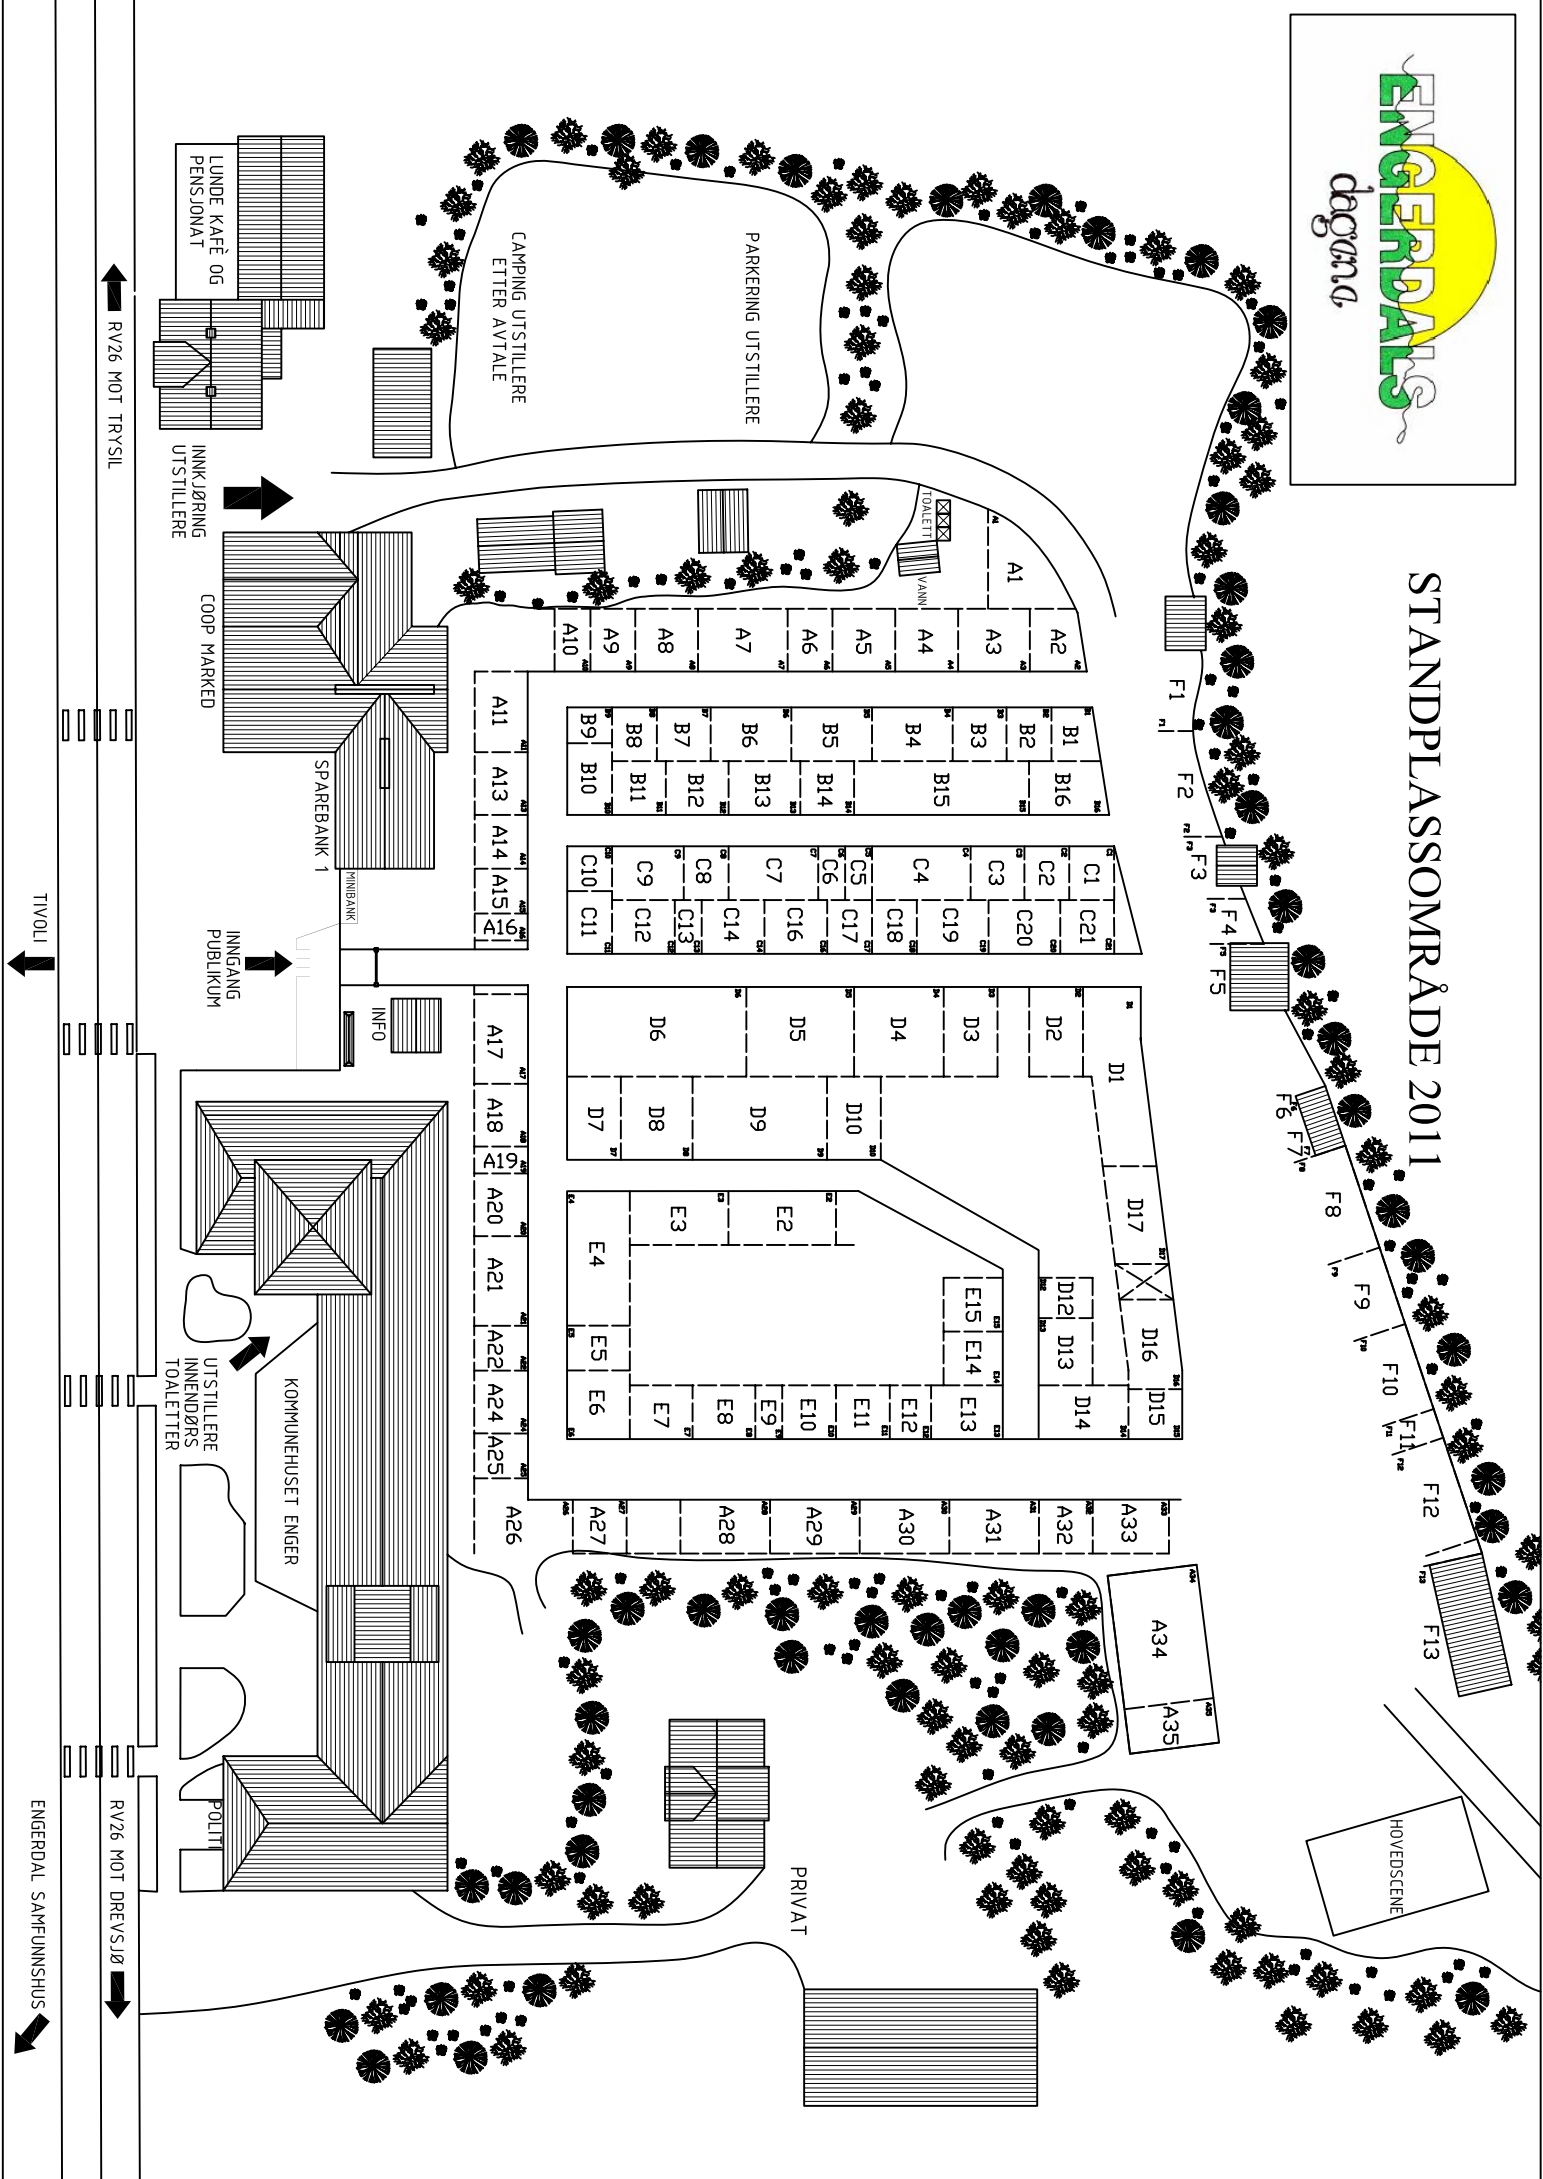 ENGERDALS
dagana
STANDPLASSOMRÅDE 2011
F1
F2
F3
F4
F5
F6
F7
F8
F9
F10
F11
F12
F13
HOVEDSCENE
PARKERING UTSTILLERE
CAMPING UTSTILLERE
ETTER AVTALE
TOALETT
VANN
A1
A2
A3
A4
A5
A6
A7
A8
A9
A10
B1
B2
B3
B4
B5
B6
B7
B8
B9
B16
B15
B14
B13
B12
B11
B10
C1
C2
C3
C4
C5
C6
C7
C8
C9
C10
C21
C20
C19
C18
C17
C16
C14
C13
C12
C11
D1
D2
D3
D4
D5
D6
D10
D9
D8
D7
D17
D16
D15
D12
D13
D14
E2
E3
E4
E5
E6
E15
E14
E13
E12
E11
E10
E9
E8
E7
A33
A32
A31
A30
A29
A28
A27
A26
A34
A35
A11
A13
A14
A15
A16
A17
A18
A19
A20
A21
A22
A24
A25
PRIVAT
LUNDE KAFÈ OG
PENSJONAT
INNKJØRING
UTSTILLERE
COOP MARKED
SPAREBANK 1
MINIBANK
INNGANG
PUBLIKUM
INFO
KOMMUNEHUSET ENGER
UTSTILLERE
INNENDØRS
TOALETTER
POLITI
RV26 MOT TRYSIL
RV26 MOT DREVSJØ
TIVOLI
ENGERDAL SAMFUNNSHUS